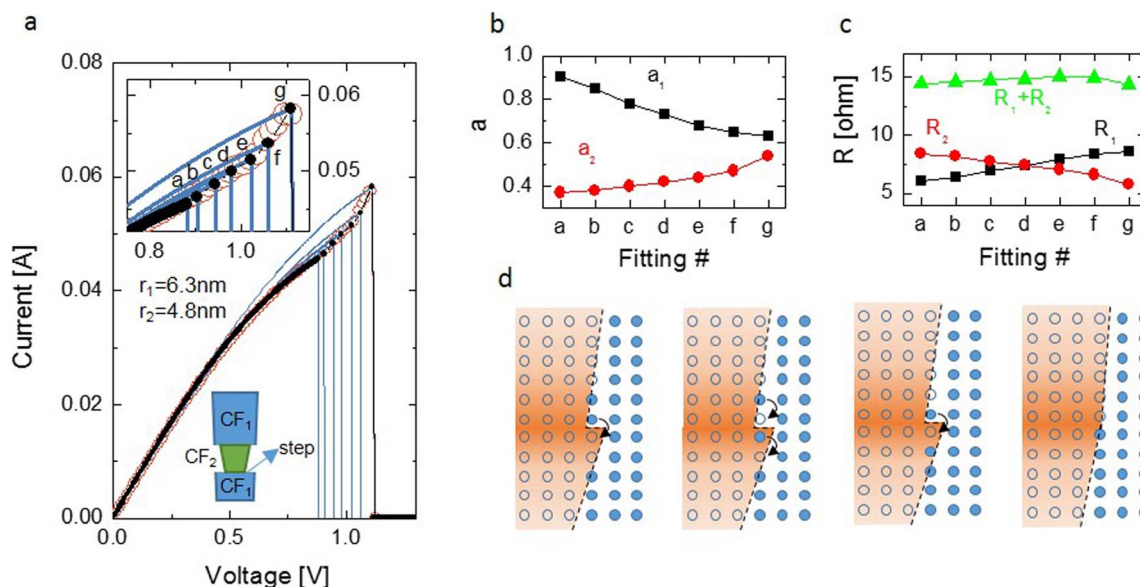 a
0.08
0.06
0.04
0.02
0.00
Current [A]
0.0
0.5
1.0
Voltage [V]
0.06
0.05
0.8
1.0
a
b
c
d
e
f
g
r1=6.3nm
r2=4.8nm
CF1
CF2
CF1
step
b
1.0
0.8
0.6
0.4
a
a1
a2
a b c d e f g
Fitting #
c
15
10
5
R [ohm]
R1+R2
R2
R1
a b c d e f g
Fitting #
d